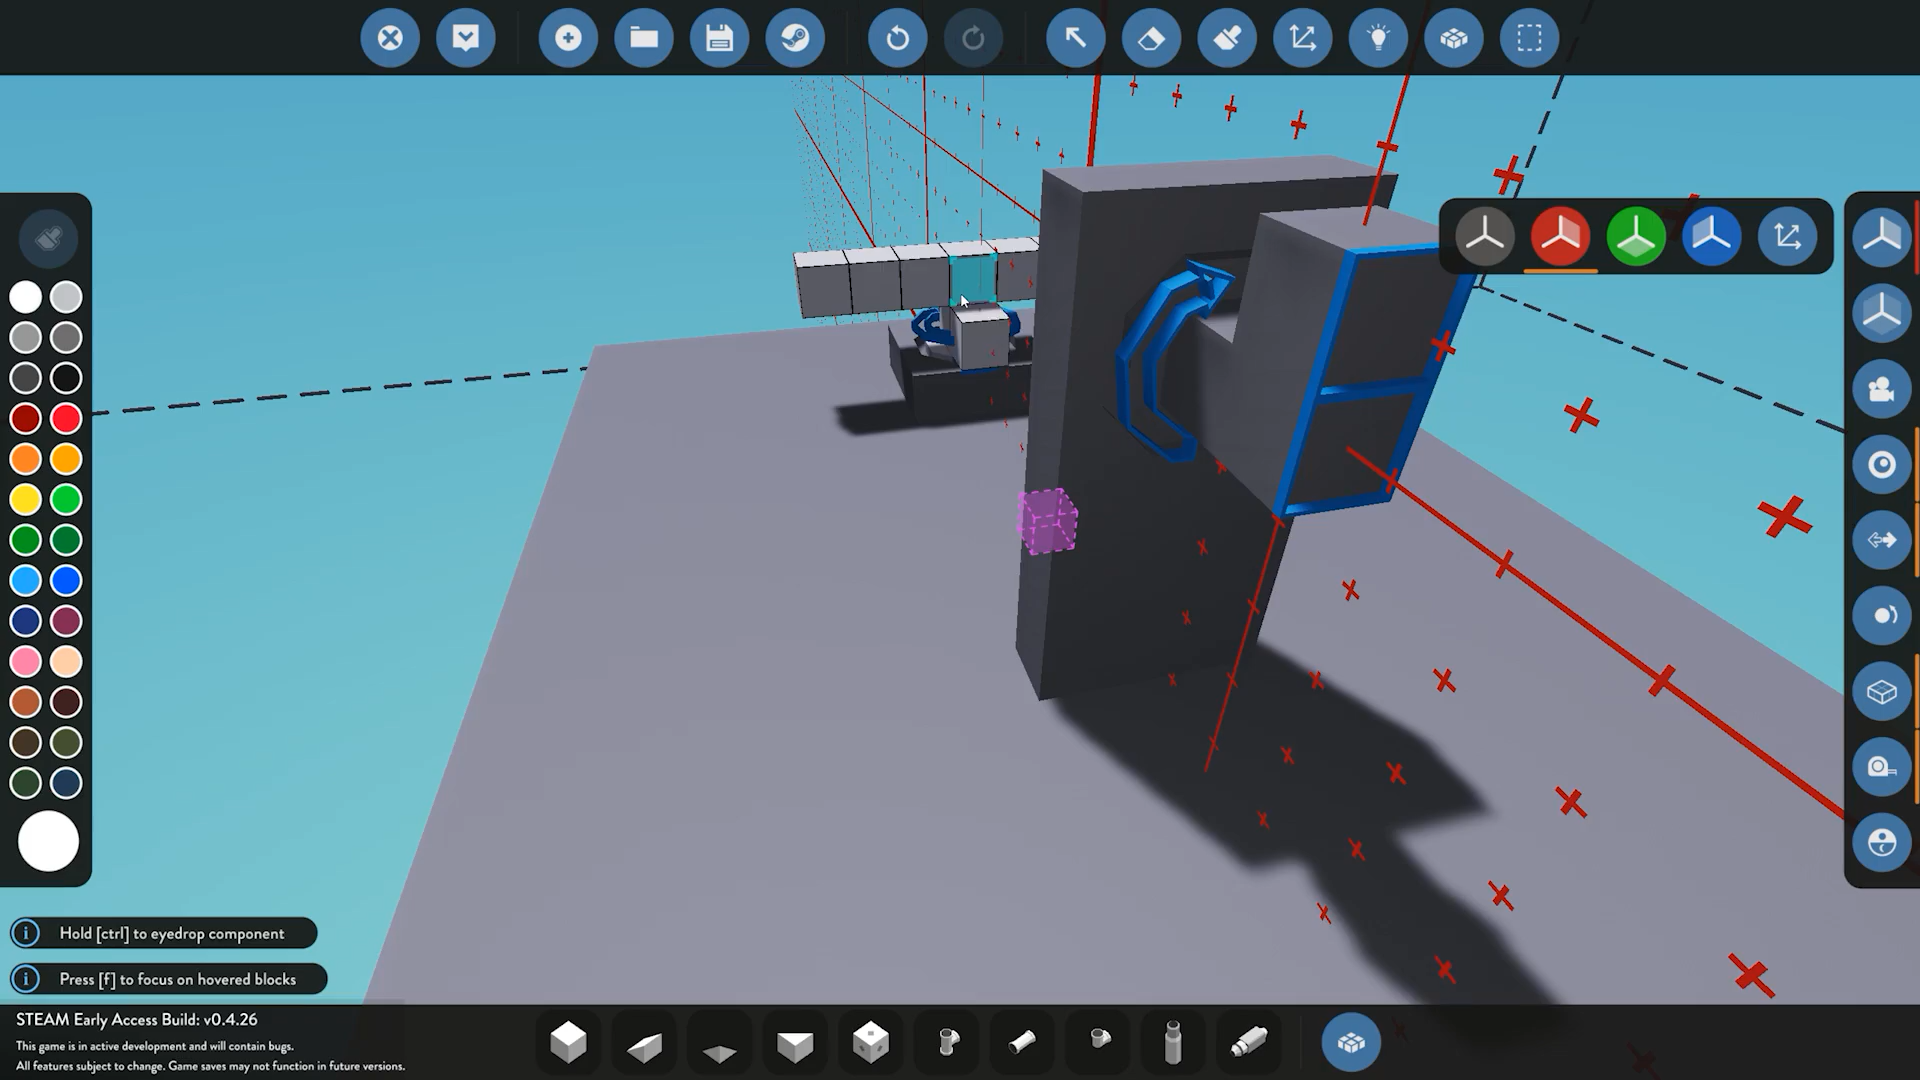 Hold [ctrl] to eyedrop component
Press [f] to focus on hovered blocks
STEAM Early Access Build: v0.4.26
This game is in active development and will contain bugs.
All features subject to change. Game saves may not function in future versions.